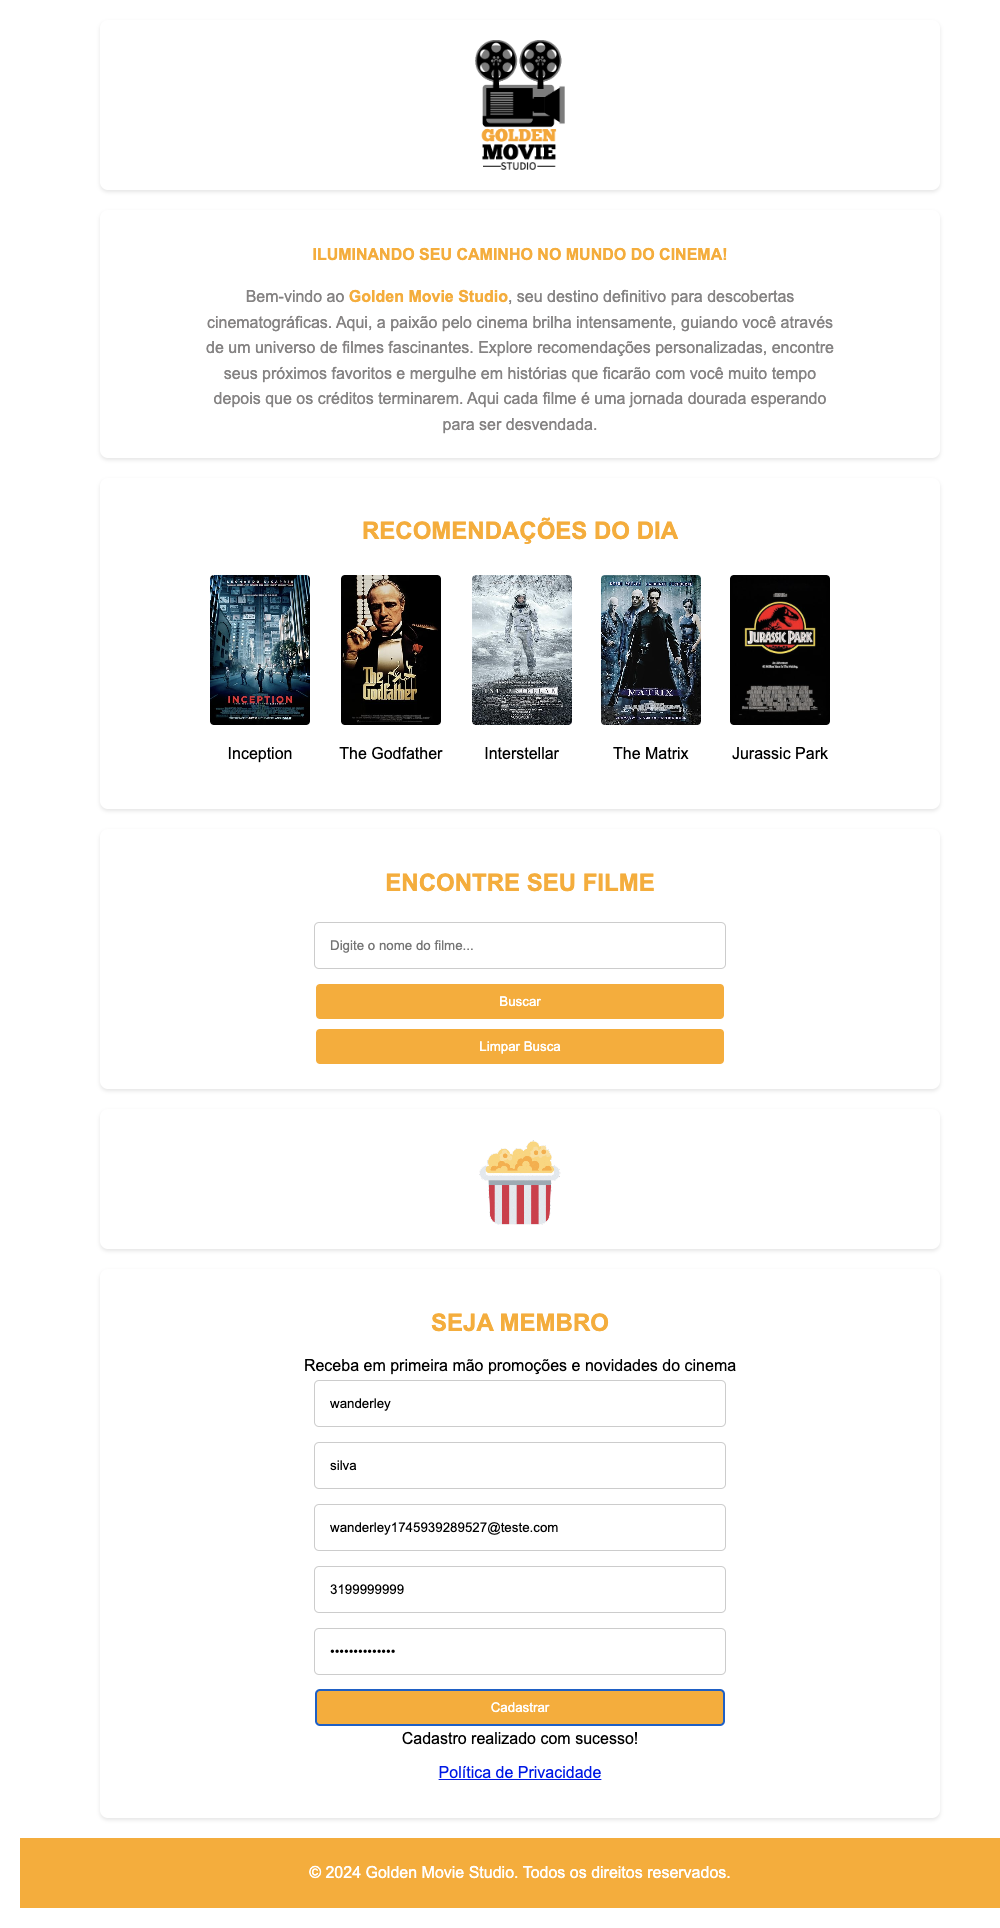 GOLDEN
MOVIE
STUDIO
ILUMINANDO SEU CAMINHO NO MUNDO DO CINEMA!
Bem-vindo ao Golden Movie Studio, seu destino definitivo para descobertas
cinematográficas. Aqui, a paixão pelo cinema brilha intensamente, guiando você através
de um universo de filmes fascinantes. Explore recomendações personalizadas, encontre
seus próximos favoritos e mergulhe em histórias que ficarão com você muito tempo
depois que os créditos terminarem. Aqui cada filme é uma jornada dourada esperando
para ser desvendada.
RECOMENDAÇÕES DO DIA
INCEPTION
The
Godfather
INTERSTELLAR
MATRIX
JURASSIC PARK
Inception
The Godfather
Interstellar
The Matrix
Jurassic Park
ENCONTRE SEU FILME
Digite o nome do filme...
Buscar
Limpar Busca
SEJA MEMBRO
Receba em primeira mão promoções e novidades do cinema
wanderley
silva
wanderley1745939289527@teste.com
3199999999
••••••••••••••
Cadastrar
Cadastro realizado com sucesso!
Política de Privacidade
© 2024 Golden Movie Studio. Todos os direitos reservados.